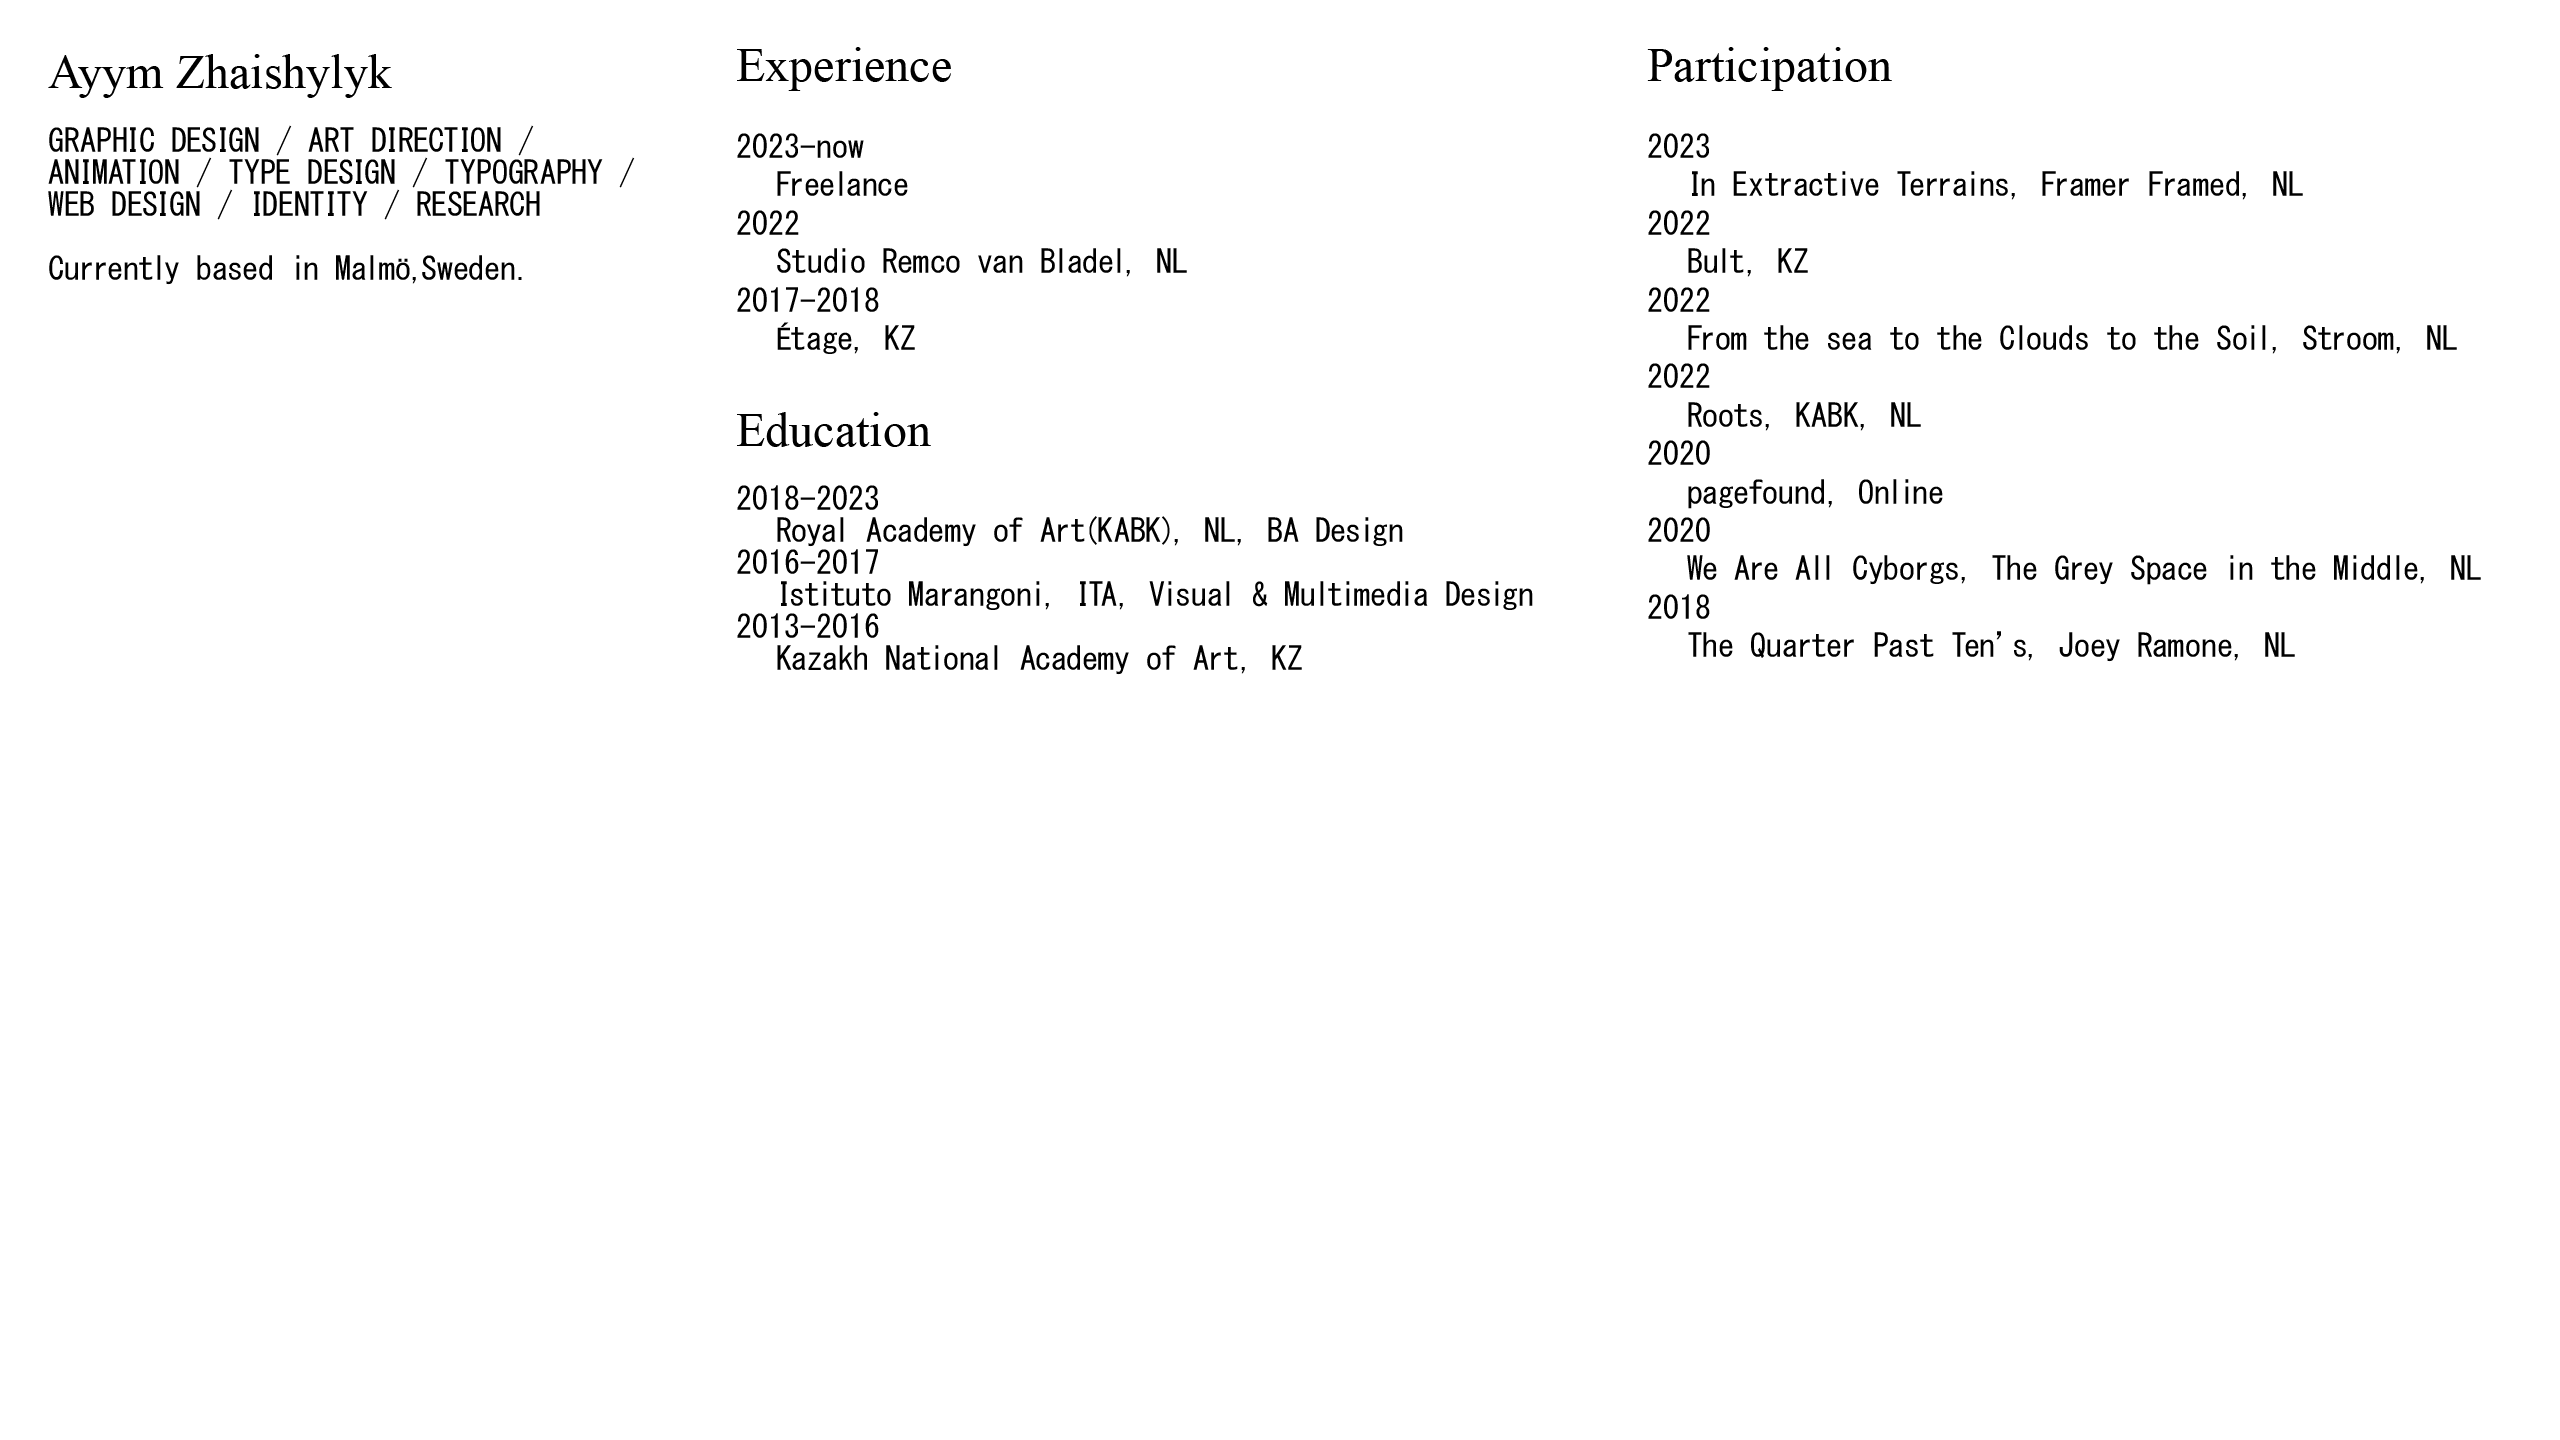 Ayym Zhaishylyk
GRAPHIC DESIGN / ART DIRECTION /
ANIMATION / TYPE DESIGN / TYPOGRAPHY /
WEB DESIGN / IDENTITY / RESEARCH
Currently based in Malmö,Sweden.
Experience
2023–now
Freelance
2022
Studio Remco van Bladel, NL
2017–2018
Étage, KZ
Education
2018–2023
Royal Academy of Art(KABK), NL, BA Design
2016–2017
Istituto Marangoni, ITA, Visual & Multimedia Design
2013–2016
Kazakh National Academy of Art, KZ
Participation
2023
In Extractive Terrains, Framer Framed, NL
2022
Bult, KZ
2022
From the sea to the Clouds to the Soil, Stroom, NL
2022
Roots, KABK, NL
2020
pagefound, Online
2020
We Are All Cyborgs, The Grey Space in the Middle, NL
2018
The Quarter Past Ten’s, Joey Ramone, NL